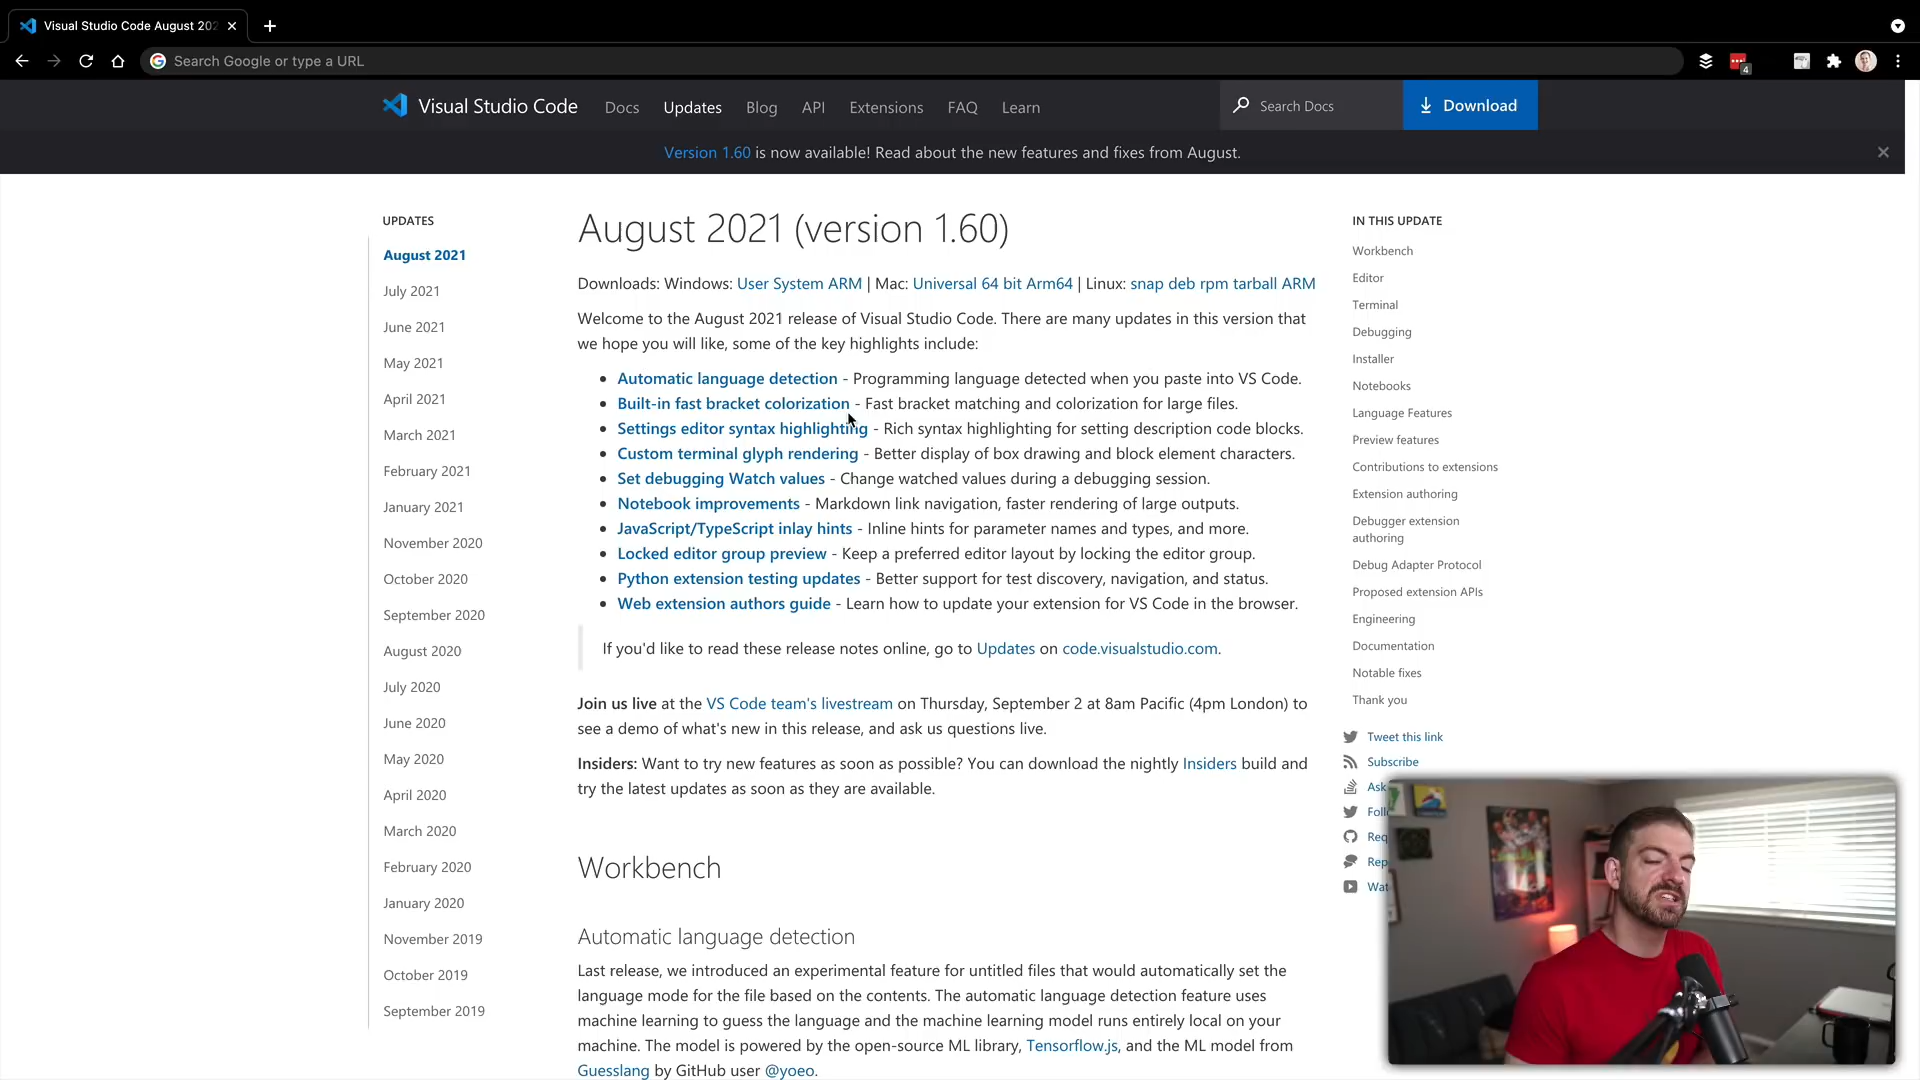 Visual Studio Code August 202
Search Google or type a URL
4
Visual Studio Code
Docs
Updates
Blog
API
Extensions
FAQ
Learn
Search Docs
Download
Version 1.60 is now available! Read about the new features and fixes from August.
UPDATES
August 2021
July 2021
June 2021
May 2021
April 2021
March 2021
February 2021
January 2021
November 2020
October 2020
September 2020
August 2020
July 2020
June 2020
May 2020
April 2020
March 2020
February 2020
January 2020
November 2019
October 2019
September 2019
August 2021 (version 1.60)
Downloads: Windows: User System ARM | Mac: Universal 64 bit Arm64 | Linux: snap deb rpm tarball ARM
Welcome to the August 2021 release of Visual Studio Code. There are many updates in this version that
we hope you will like, some of the key highlights include:
Automatic language detection - Programming language detected when you paste into VS Code.
Built-in fast bracket colorization - Fast bracket matching and colorization for large files.
Settings editor syntax highlighting - Rich syntax highlighting for setting description code blocks.
Custom terminal glyph rendering - Better display of box drawing and block element characters.
Set debugging Watch values - Change watched values during a debugging session.
Notebook improvements - Markdown link navigation, faster rendering of large outputs.
JavaScript/TypeScript inlay hints - Inline hints for parameter names and types, and more.
Locked editor group preview - Keep a preferred editor layout by locking the editor group.
Python extension testing updates - Better support for test discovery, navigation, and status.
Web extension authors guide - Learn how to update your extension for VS Code in the browser.
If you'd like to read these release notes online, go to Updates on code.visualstudio.com.
Join us live at the VS Code team's livestream on Thursday, September 2 at 8am Pacific (4pm London) to
see a demo of what's new in this release, and ask us questions live.
Insiders: Want to try new features as soon as possible? You can download the nightly Insiders build and
try the latest updates as soon as they are available.
Workbench
Automatic language detection
Last release, we introduced an experimental feature for untitled files that would automatically set the
language mode for the file based on the contents. The automatic language detection feature uses
machine learning to guess the language and the machine learning model runs entirely local on your
machine. The model is powered by the open-source ML library, Tensorflow.js, and the ML model from
Guesslang by GitHub user @yoeo.
IN THIS UPDATE
Workbench
Editor
Terminal
Debugging
Installer
Notebooks
Language Features
Preview features
Contributions to extensions
Extension authoring
Debugger extension
authoring
Debug Adapter Protocol
Proposed extension APIs
Engineering
Documentation
Notable fixes
Thank you
Tweet this link
Subscribe
Ask
Foll
Req
Rep
Wat